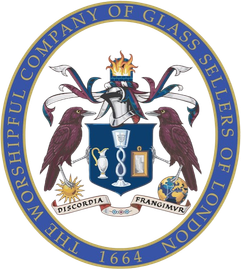 THE WORSHIPFUL COMPANY OF GLASS SELLERS OF LONDON
1664
DISCORDIA FRANGIMVR